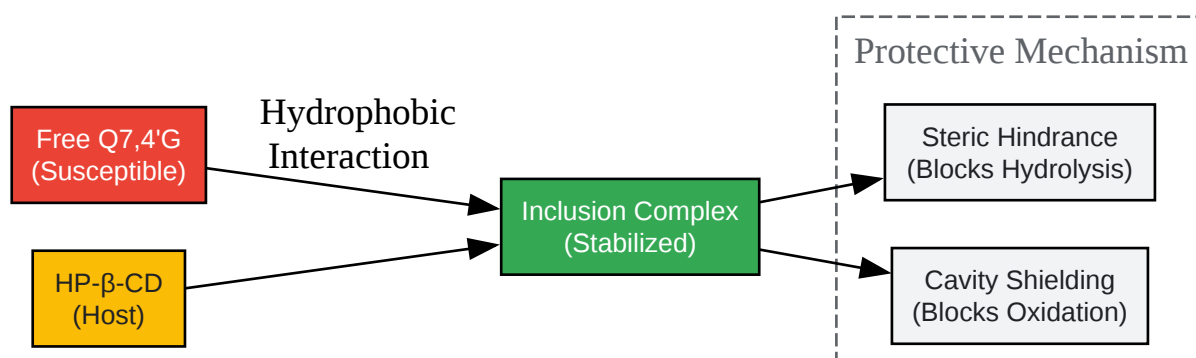 Protective Mechanism
Free Q7,4'G
(Susceptible)
Hydrophobic
Interaction
HP-β-CD
(Host)
Inclusion Complex
(Stabilized)
Steric Hindrance
(Blocks Hydrolysis)
Cavity Shielding
(Blocks Oxidation)